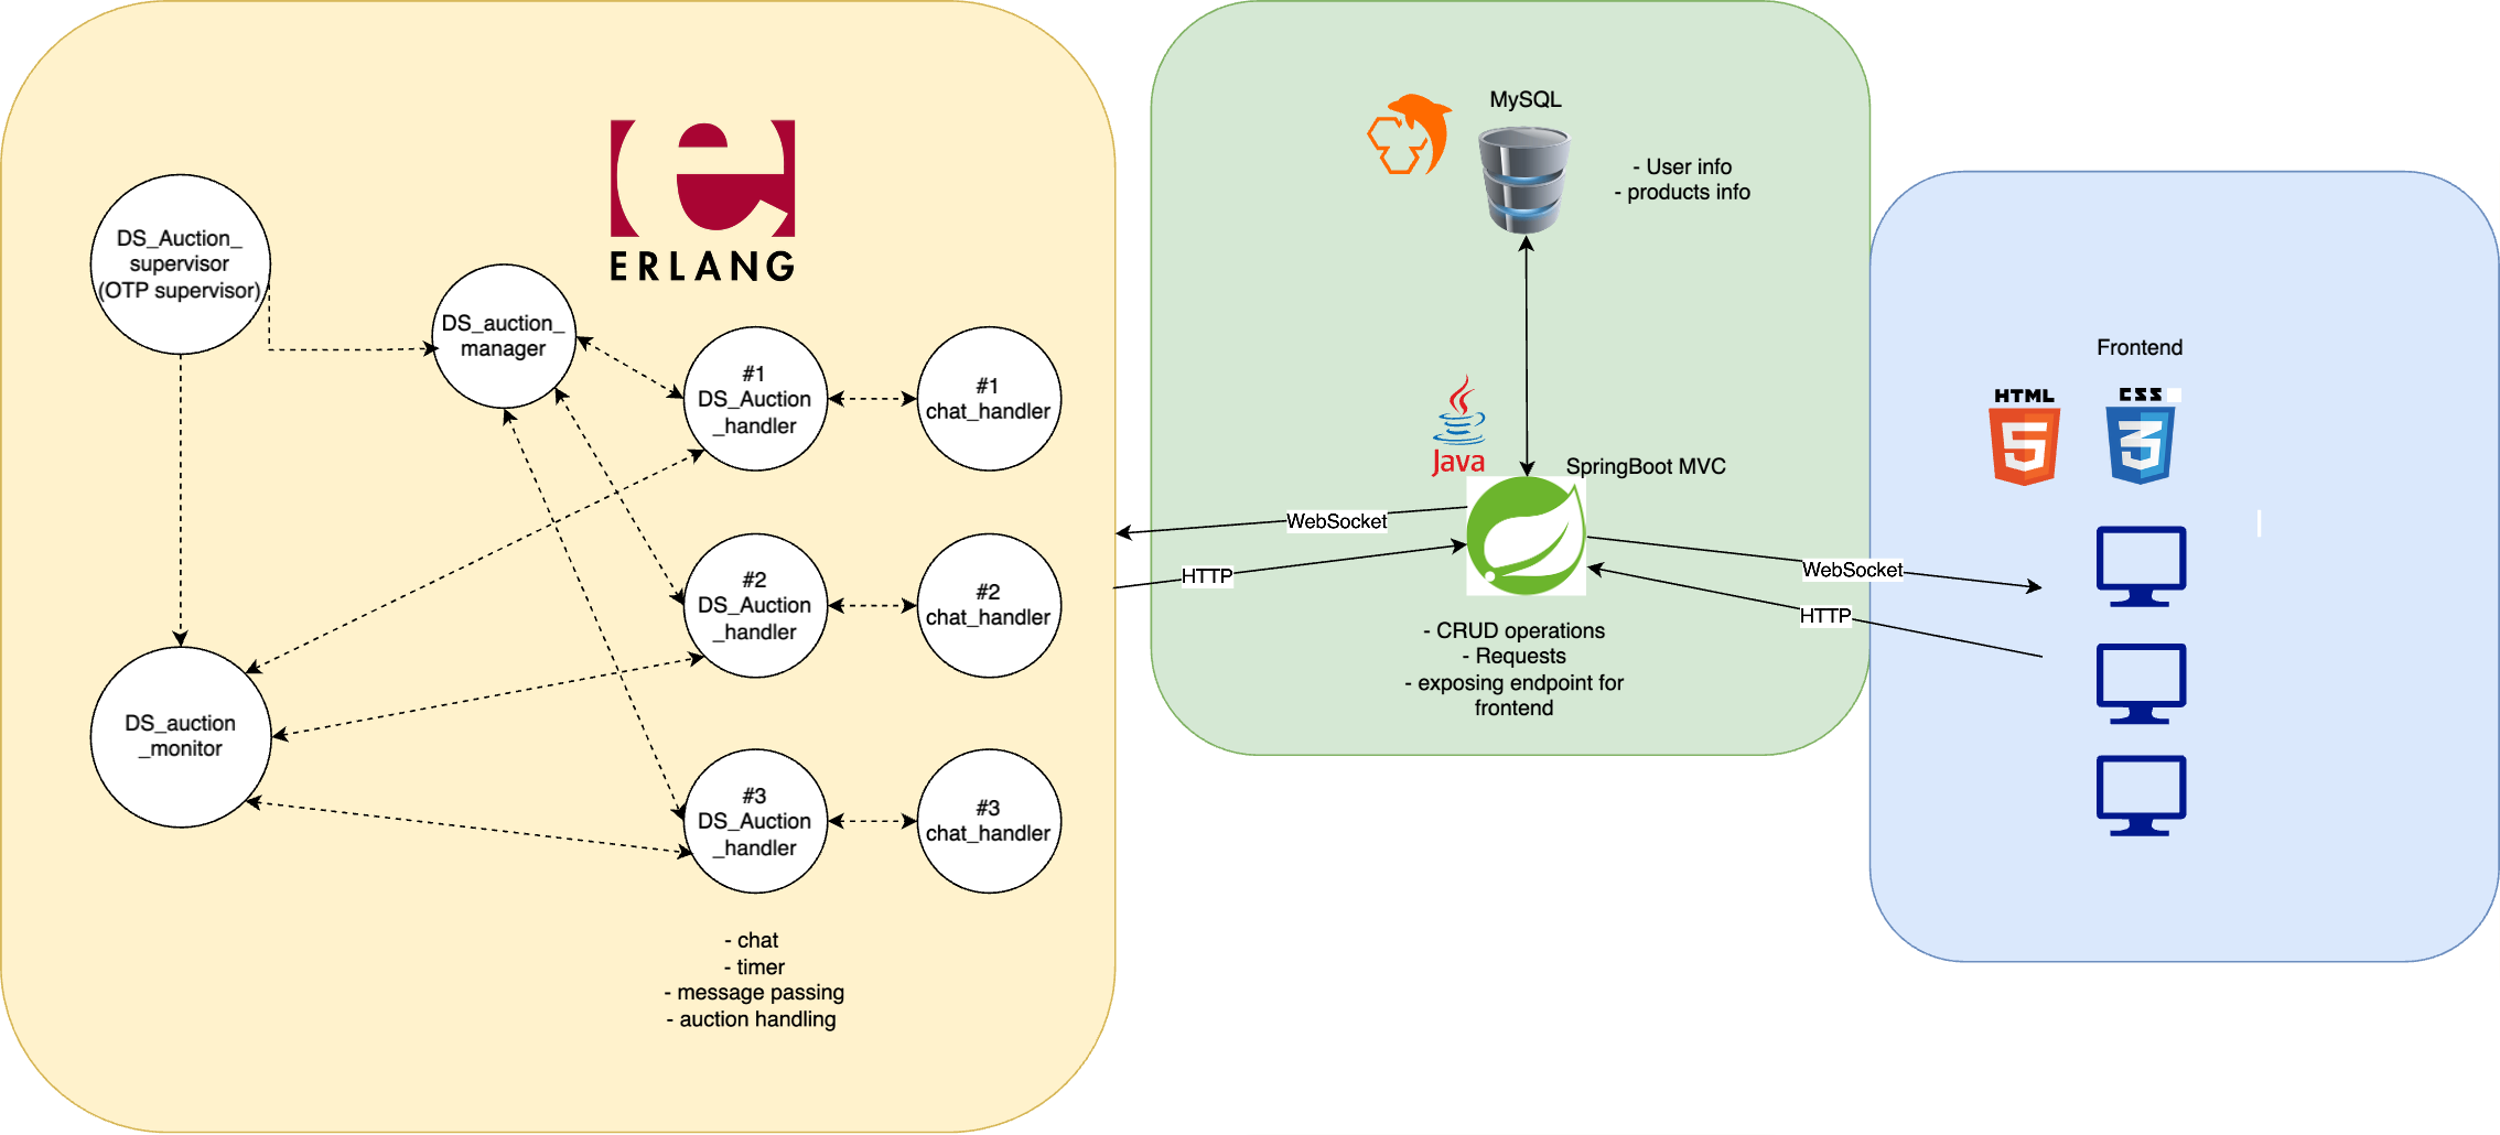 ERLANG
DS_Auction_
supervisor
(OTP supervisor)
DS_auction_
manager
#1
DS_Auction
_handler
#1
chat_handler
#2
DS_Auction
_handler
#2
chat_handler
DS_auction
_monitor
#3
DS_Auction
_handler
#3
chat_handler
- chat
- timer
- message passing
- auction handling
MySQL
- User info
- products info
Java
SpringBoot MVC
WebSocket
HTTP
- CRUD operations
- Requests
- exposing endpoint for
frontend
WebSocket
HTTP
Frontend
HTML
5
CSS
3